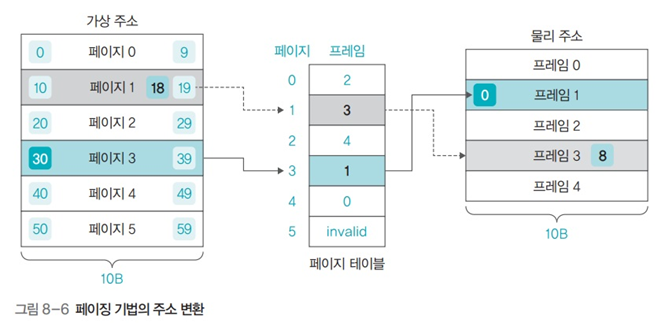 가상 주소
0 페이지 0 9
10 페이지 1 18 19
20 페이지 2 29
30 페이지 3 39
40 페이지 4 49
50 페이지 5 59
10B
페이지 프레임
0 2
1 3
2 4
3 1
4 0
5 invalid
페이지 테이블
물리 주소
프레임 0
0 프레임 1
프레임 2
프레임 3 8
프레임 4
10B
그림 8-6 페이징 기법의 주소 변환